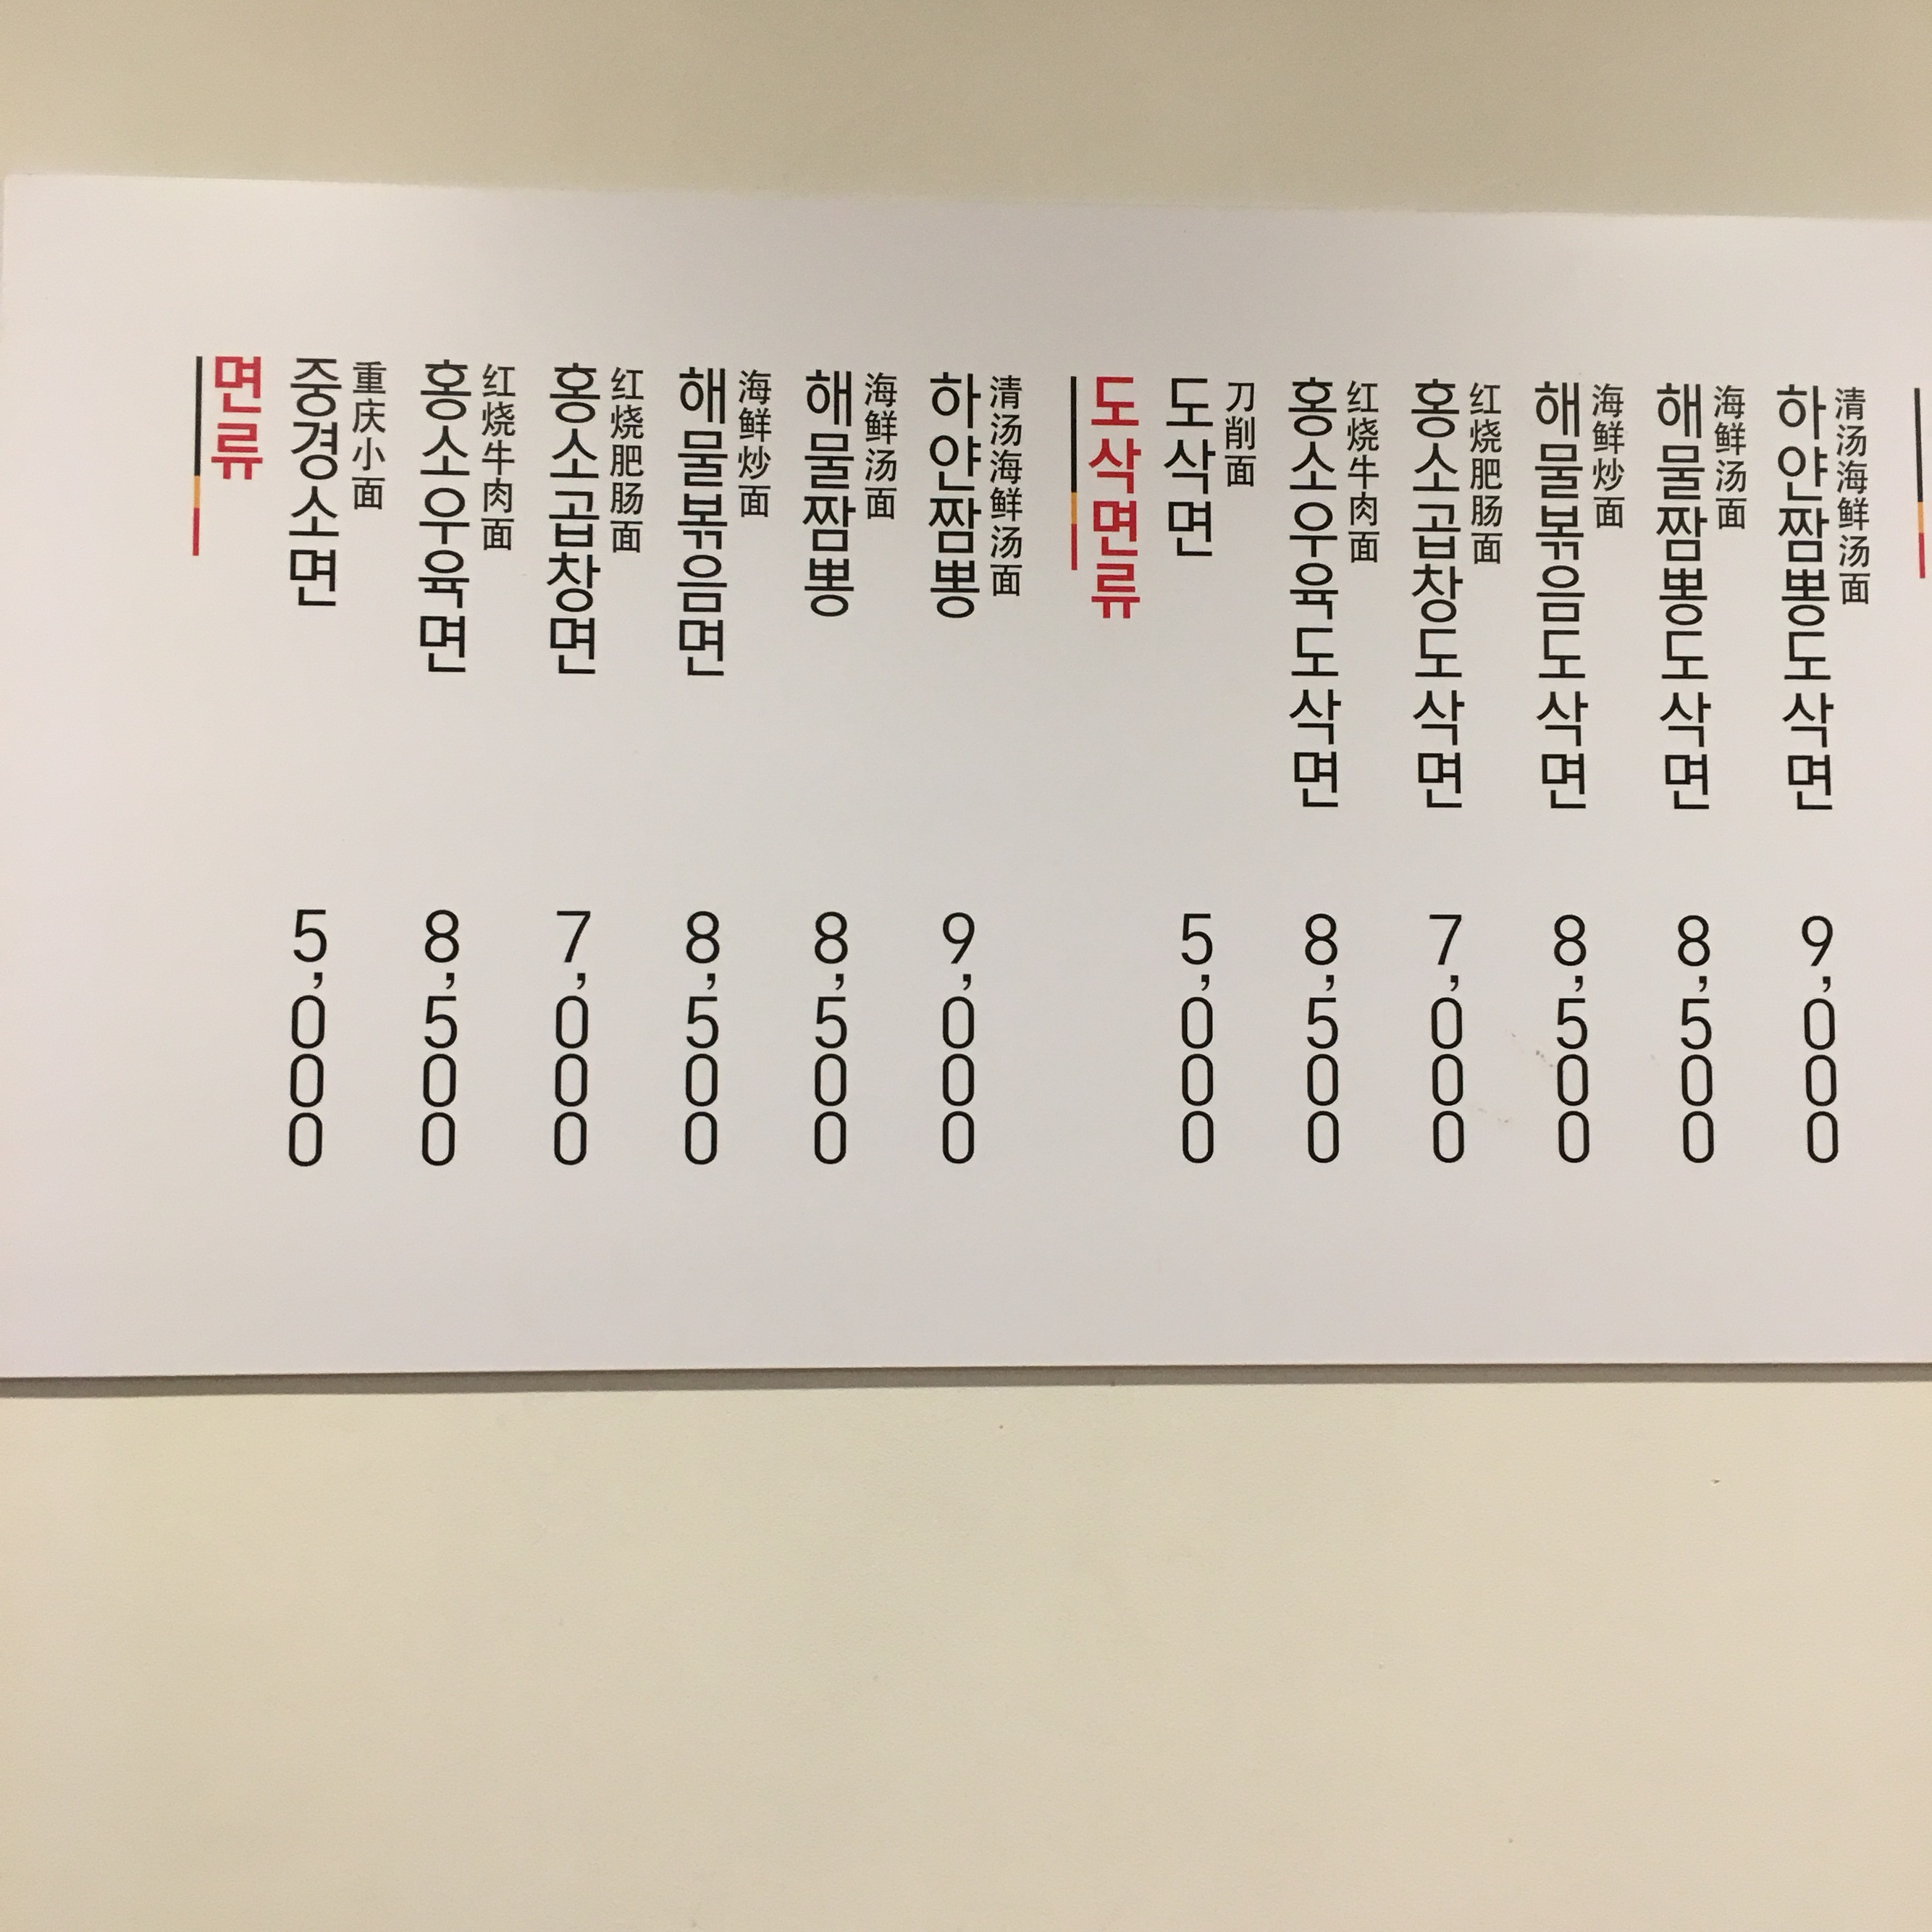 면류
중경소면
重庆小面
5,000
홍소우육면
红烧牛肉面
8,500
홍소곱창면
红烧肥肠面
7,000
해물볶음면
海鲜炒面
8,500
해물짬뽕
海鲜汤面
8,500
하얀짬뽕
清汤海鲜汤面
9,000
도삭면류
도삭면
刀削面
5,000
홍소우육도삭면
红烧牛肉面
8,500
홍소곱창도삭면
红烧肥肠面
7,000
해물볶음도삭면
海鲜炒面
8,500
해물짬뽕도삭면
海鲜汤面
8,500
하얀짬뽕도삭면
清汤海鲜汤面
9,000